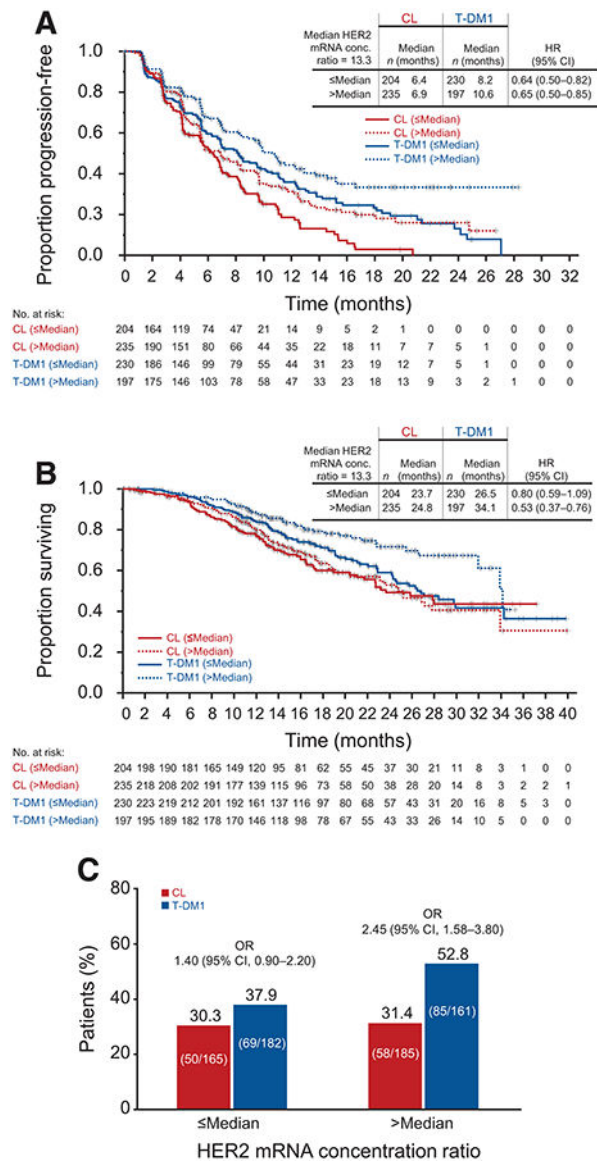 A
Median HER2
mRNA conc.
ratio = 13.3
CL
T-DM1
n
Median
(months)
n
Median
(months)
HR
(95% CI)
≤Median 204 6.4 230 8.2 0.64 (0.50–0.82)
>Median 235 6.9 197 10.6 0.65 (0.50–0.85)
CL (≤Median)
CL (>Median)
T-DM1 (≤Median)
T-DM1 (>Median)
Proportion progression-free
1.0
0.8
0.6
0.3
0.2
0.0
0 2 4 6 8 10 12 14 16 18 20 22 24 26 28 30 32
Time (months)
No. at risk:
CL (≤Median) 204 164 119 74 47 21 14 9 5 2 1 0 0 0 0 0 0
CL (>Median) 235 190 151 80 66 44 35 22 18 11 7 7 5 1 0 0 0
T-DM1 (≤Median) 230 186 146 99 79 55 44 31 23 19 12 7 5 1 0 0 0
T-DM1 (>Median) 197 175 146 103 78 58 47 33 23 18 13 9 3 2 1 0 0
B
Median HER2
mRNA conc.
ratio = 13.3
CL
T-DM1
n
Median
(months)
n
Median
(months)
HR
(95% CI)
≤Median 204 23.7 230 26.5 0.80 (0.59–1.09)
>Median 235 24.8 197 34.1 0.53 (0.37–0.76)
Proportion surviving
1.0
0.8
0.6
0.4
0.2
0.0
CL (≤Median)
CL (>Median)
T-DM1 (≤Median)
T-DM1 (>Median)
0 2 4 6 8 10 12 14 16 18 20 22 24 26 28 30 32 34 36 38 40
Time (months)
No. at risk:
CL (≤Median) 204 198 190 181 165 149 120 95 81 62 55 45 37 30 21 11 8 3 1 0 0
CL (>Median) 235 218 208 202 191 177 139 115 96 73 58 50 38 28 20 14 8 3 2 2 1
T-DM1 (≤Median) 230 223 219 212 201 192 161 137 116 97 80 68 57 43 31 20 16 8 5 3 0
T-DM1 (>Median) 197 195 189 182 178 170 146 118 98 78 67 55 43 33 26 14 10 5 0 0 0
C
CL
T-DM1
Patients (%)
80
60
40
20
0
OR
1.40 (95% CI, 0.90–2.20)
30.3
37.9
(50/165)
(69/182)
OR
2.45 (95% CI, 1.58–3.80)
31.4
52.8
(58/185)
(85/161)
≤Median
>Median
HER2 mRNA concentration ratio